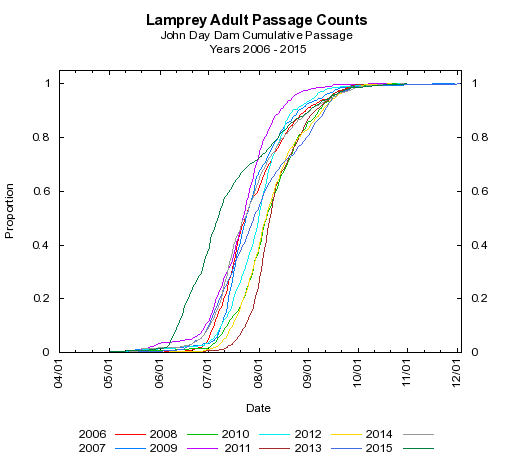 Lamprey Adult Passage Counts
John Day Dam Cumulative Passage
Years 2006 - 2015
1 1
0.8 0.8
0.6 0.6
Proportion
0.4 0.4
0.2 0.2
0 0
04/01 05/01 06/01 07/01 08/01 09/01 10/01 11/01 12/01
Date
2006 2008 2010 2012 2014
2007 2009 2011 2013 2015